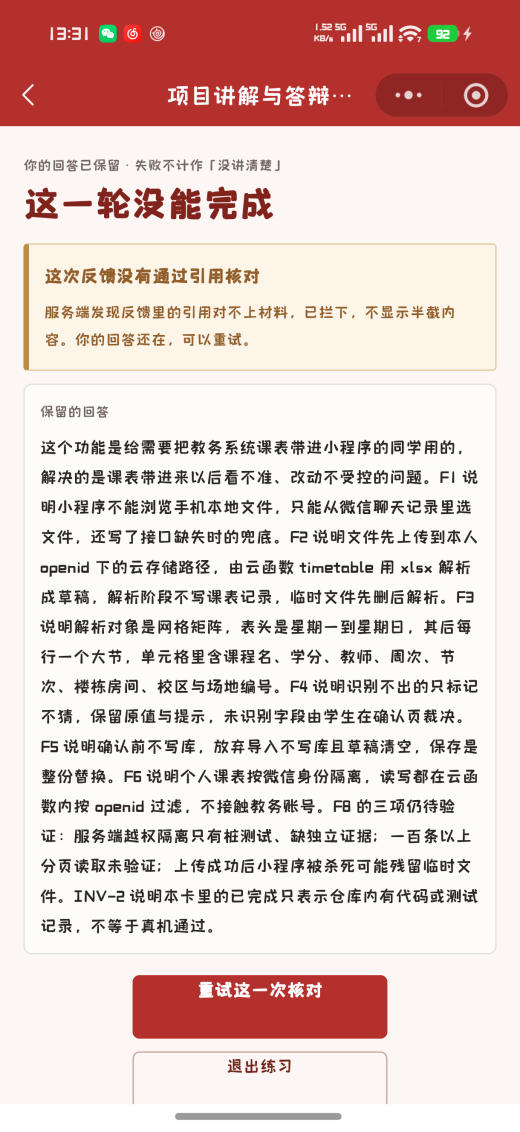 13:31
1.52 KB/s 5G 5G 7 92
项目讲解与答辩…
你的回答已保留 · 失败不计作「没讲清楚」
这一轮没能完成
这次反馈没有通过引用核对
服务端发现反馈里的引用对不上材料，已拦下，不显示半截内
容。你的回答还在，可以重试。
保留的回答
这个功能是给需要把教务系统课表带进小程序的同学用的，
解决的是课表带进来以后看不准、改动不受控的问题。F1 说
明小程序不能浏览手机本地文件，只能从微信聊天记录里选
文件，还写了接口缺失时的兜底。F2 说明文件先上传到本人
openid 下的云存储路径，由云函数 timetable 用 xlsx 解析
成草稿，解析阶段不写课表记录，临时文件先删后解析。F3
说明解析对象是网格矩阵，表头是星期一到星期日，其后每
行一个大节，单元格里含课程名、学分、教师、周次、节
次、楼栋房间、校区与场地编号。F4 说明识别不出的只标记
不猜，保留原值与提示，未识别字段由学生在确认页裁决。
F5 说明确认前不写库，放弃导入不写库且草稿清空，保存是
整份替换。F6 说明个人课表按微信身份隔离，读写都在云函
数内按 openid 过滤，不接触教务账号。F8 的三项仍待验
证：服务端越权隔离只有桩测试、缺独立证据；一百条以上
分页读取未验证；上传成功后小程序被杀死可能残留临时文
件。INV-2 说明本卡里的已完成只表示仓库内有代码或测试
记录，不等于真机通过。
重试这一次核对
退出练习